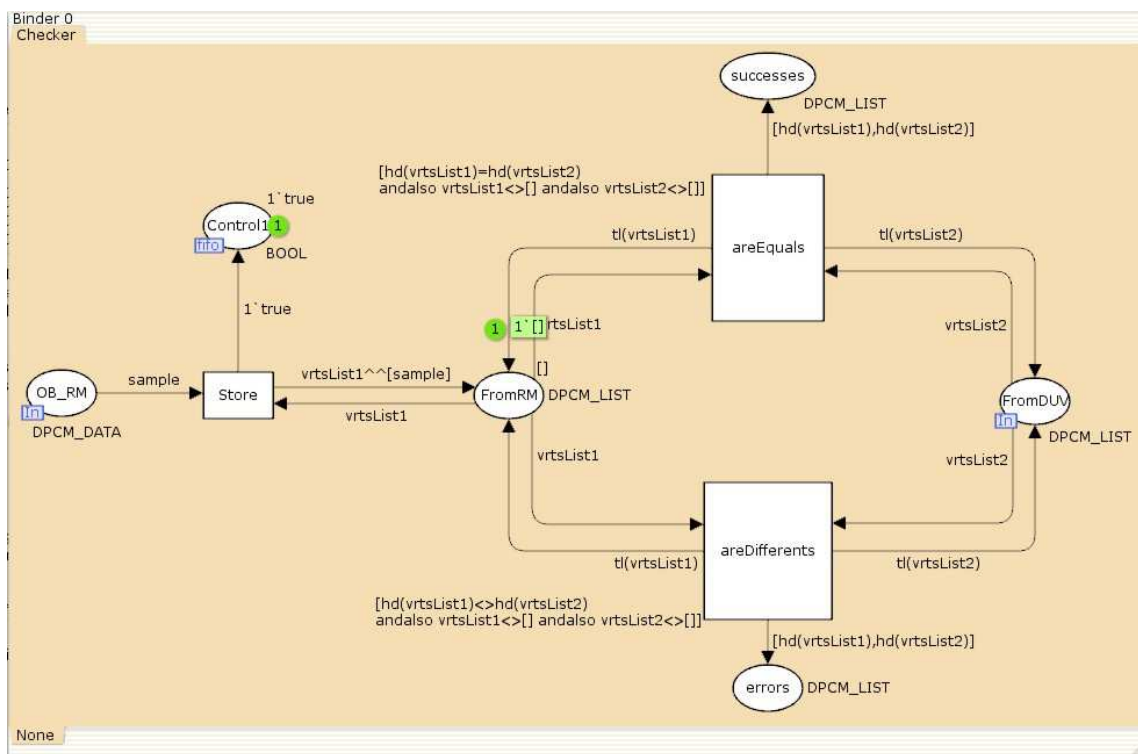 Binder 0
Checker
successes
DPCM_LIST
[hd(vrtsList1),hd(vrtsList2)]
[hd(vrtsList1)=hd(vrtsList2)
andalso vrtsList1<>[] andalso vrtsList2<>[]]
1`true
Control1
1
fifo
BOOL
tl(vrtsList1)
areEquals
tl(vrtsList2)
1`true
1
1`[]
vrtsList1
vrtsList2
[]
OB_RM
In
DPCM_DATA
sample
Store
vrtsList1^^[sample]
vrtsList1
FromRM
DPCM_LIST
FromDUV
In
DPCM_LIST
vrtsList1
vrtsList2
areDifferents
tl(vrtsList1)
tl(vrtsList2)
[hd(vrtsList1)<>hd(vrtsList2)
andalso vrtsList1<>[] andalso vrtsList2<>[]]
[hd(vrtsList1),hd(vrtsList2)]
errors
DPCM_LIST
None